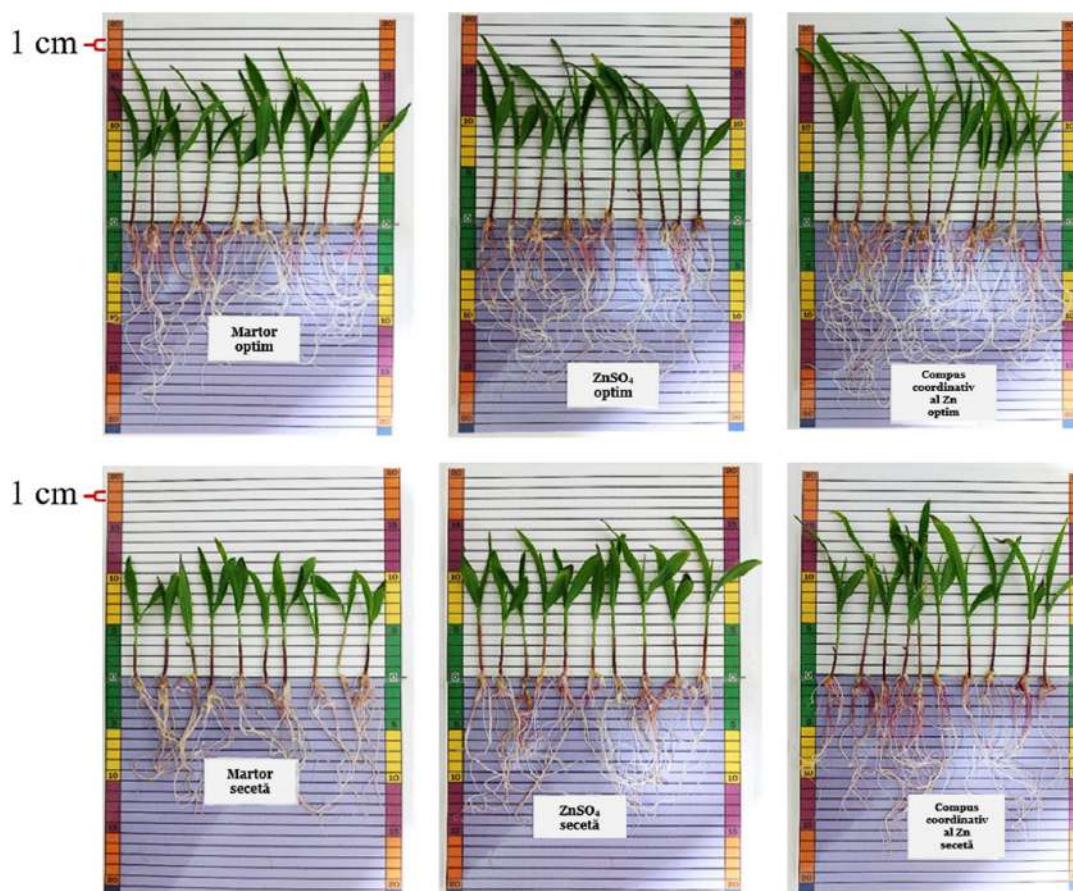 1 cm
Martor
optim
ZnSO₄
optim
Compus
coordinativ
al Zn
optim
1 cm
Martor
secetă
ZnSO₄
secetă
Compus
coordinativ
al Zn
secetă